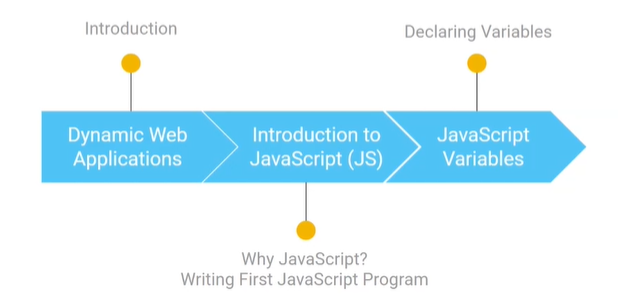 Introduction
Declaring Variables
Dynamic Web
Applications
Introduction to
JavaScript (JS)
JavaScript
Variables
Why JavaScript?
Writing First JavaScript Program